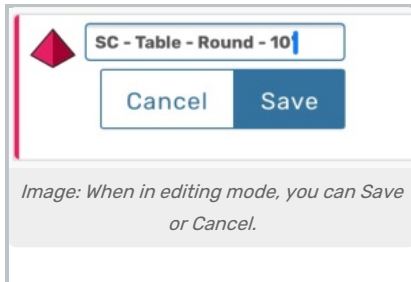 SC - Table - Round - 10'
Cancel Save
Image: When in editing mode, you can Save
or Cancel.